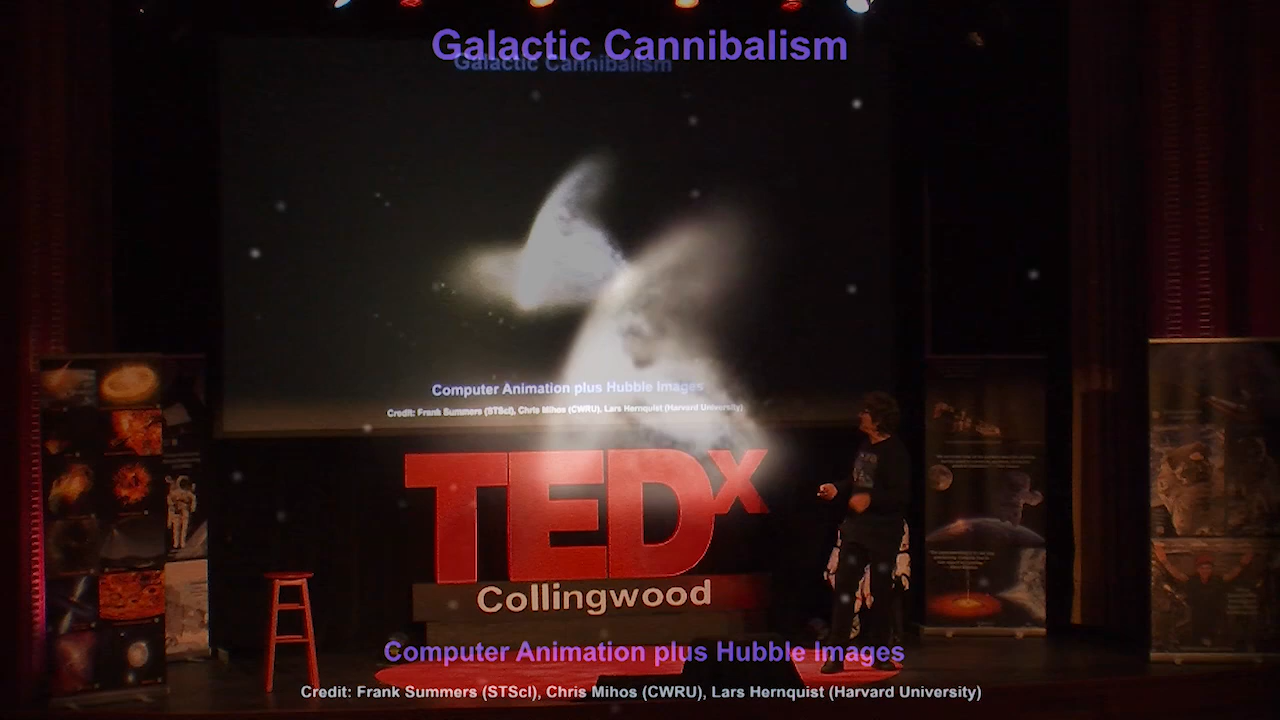 Galactic Cannibalism
Galactic Cannibalism
Computer Animation plus Hubble Images
Credit: Frank Summers (STScI), Chris Mihos (CWRU), Lars Hernquist (Harvard University)
TEDx
Collingwood
Computer Animation plus Hubble Images
Credit: Frank Summers (STScI), Chris Mihos (CWRU), Lars Hernquist (Harvard University)